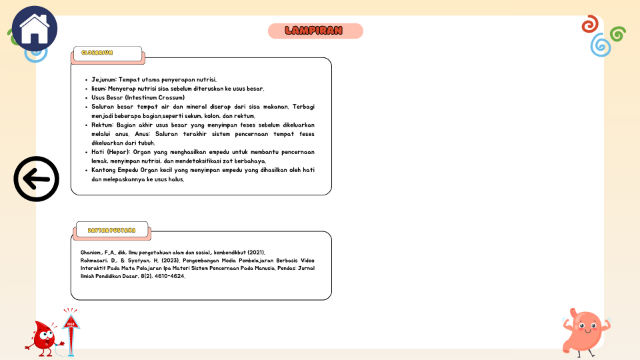 LAMPIRAN
GLOSARIUM
Jejunum: Tempat utama penyerapan nutrisi.
Ileum: Menyerap nutrisi sisa sebelum diteruskan ke usus besar.
Usus Besar (Intestinum Crassum)
Saluran besar tempat air dan mineral diserap dari sisa makanan. Terbagi
menjadi beberapa bagian,seperti sekum, kolon, dan rektum.
Rektum: Bagian akhir usus besar yang menyimpan feses sebelum dikeluarkan
melalui anus. Anus: Saluran terakhir sistem pencernaan tempat feses
dikeluarkan dari tubuh.
Hati (Hepar): Organ yang menghasilkan empedu untuk membantu pencernaan
lemak, menyimpan nutrisi, dan mendetoksifikasi zat berbahaya.
Kantong Empedu Organ kecil yang menyimpan empedu yang dihasilkan oleh hati
dan melepaskannya ke usus halus.
DAFTAR PUSTAKA
Ghaniem, F.,A., dkk. Ilmu pengetahuan alam dan sosial., kembendikbut (2021).
Rahmasari, D., & Syofyan, H. (2023). Pengembangan Media Pembelajaran Berbasis Video
Interaktif Pada Mata Pelajaran Ipa Materi Sistem Pencernaan Pada Manusia. Pendas: Jurnal
Ilmiah Pendidikan Dasar, 8(2), 4610-4624.